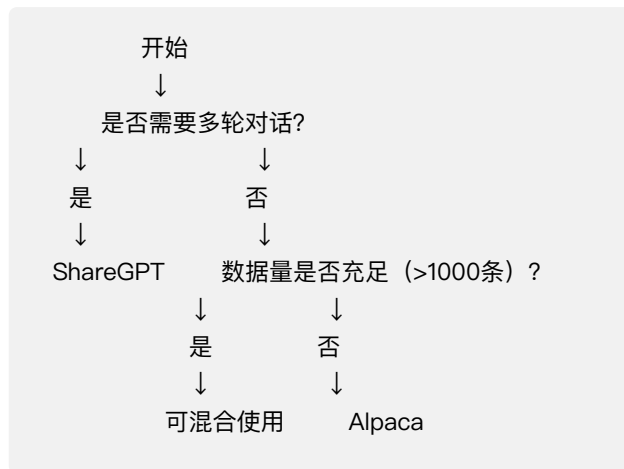 开始
↓
是否需要多轮对话?
↓ ↓
是 否
↓ ↓
ShareGPT 数据量是否充足（>1000条）?
↓ ↓
是 否
↓ ↓
可混合使用 Alpaca